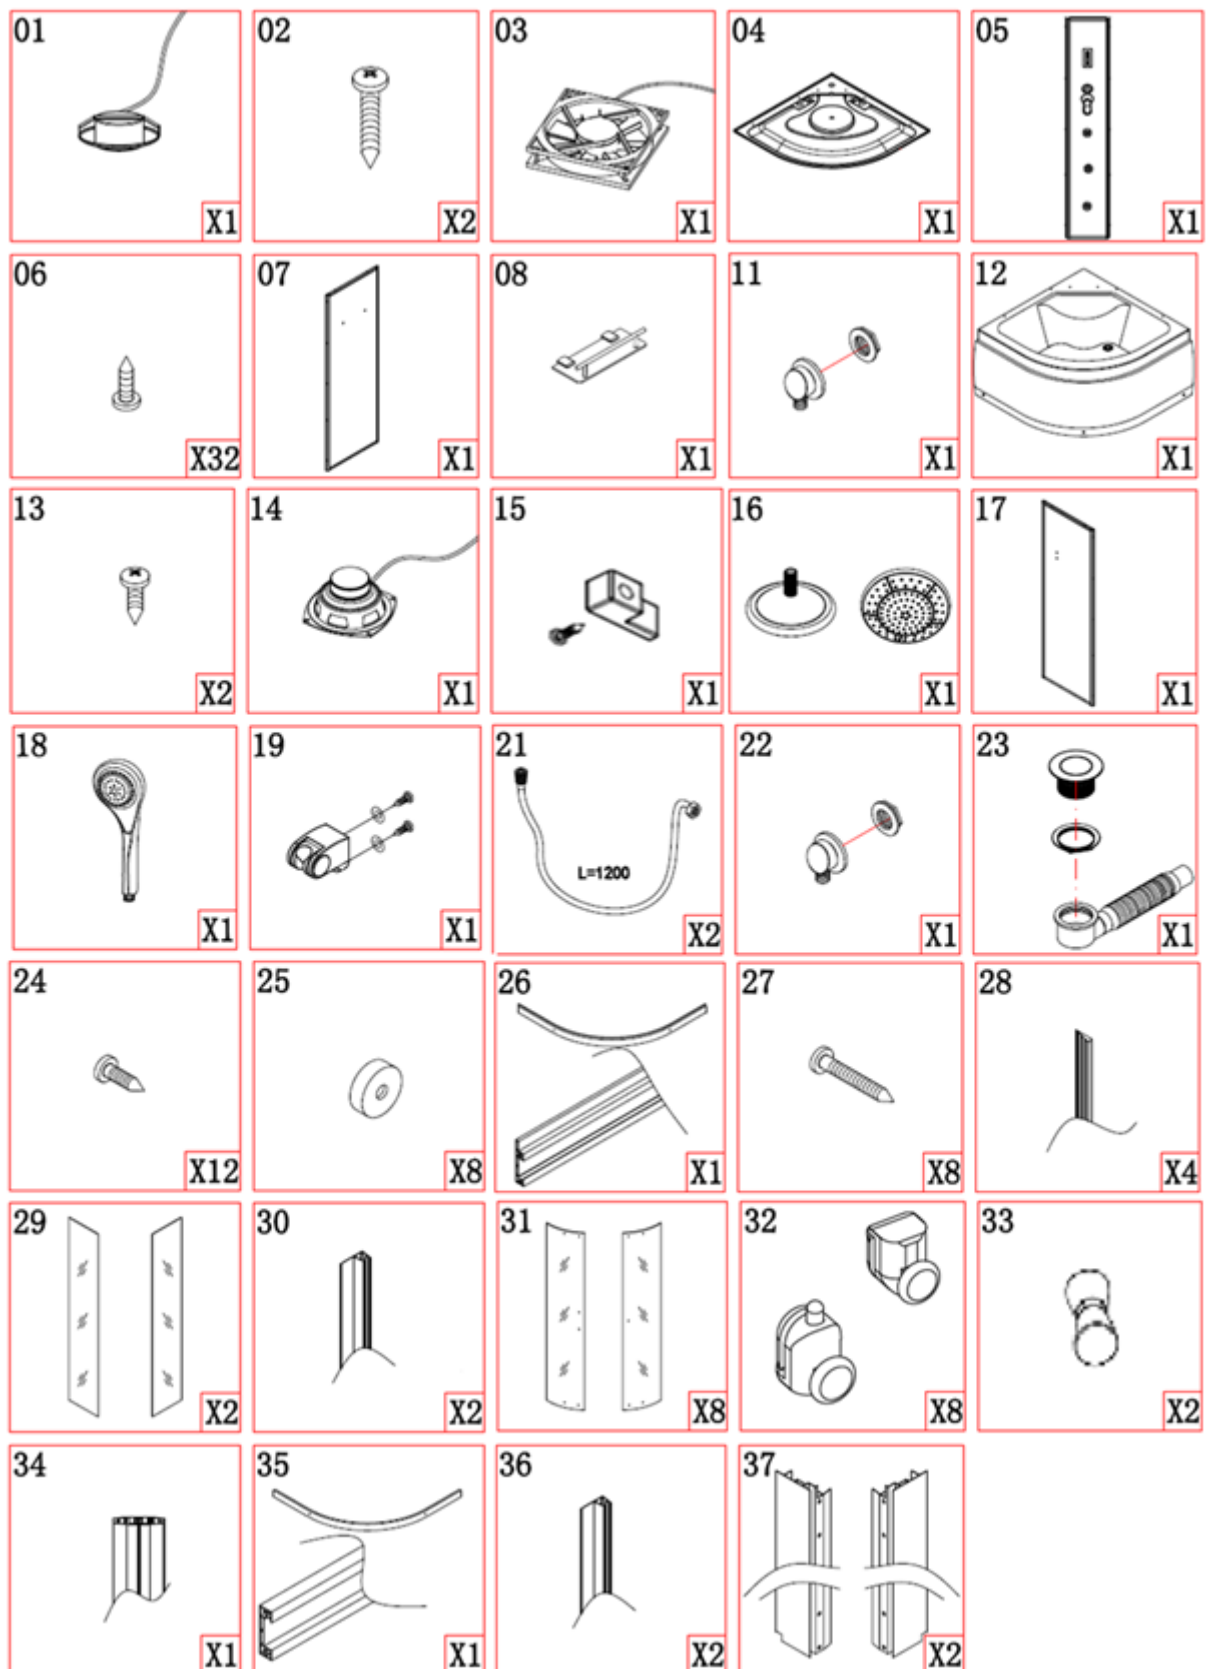 01 02 03 04 05
X1 X2 X1 X1 X1
06 07 08 11 12
X32 X1 X1 X1 X1
13 14 15 16 17
X2 X1 X1 X1 X1
18 19 21 22 23
L=1200
X1 X1 X2 X1 X1
24 25 26 27 28
X12 X8 X1 X8 X4
29 30 31 32 33
X2 X2 X8 X8 X2
34 35 36 37
X1 X1 X2 X2